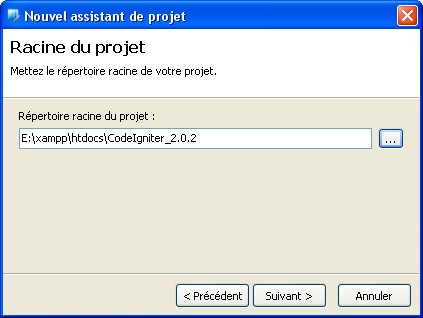 Nouvel assistant de projet
Racine du projet
Mettez le répertoire racine de votre projet.
Répertoire racine du projet :
E:\xampp\htdocs\CodeIgniter_2.0.2
...
< Précédent
Suivant >
Annuler